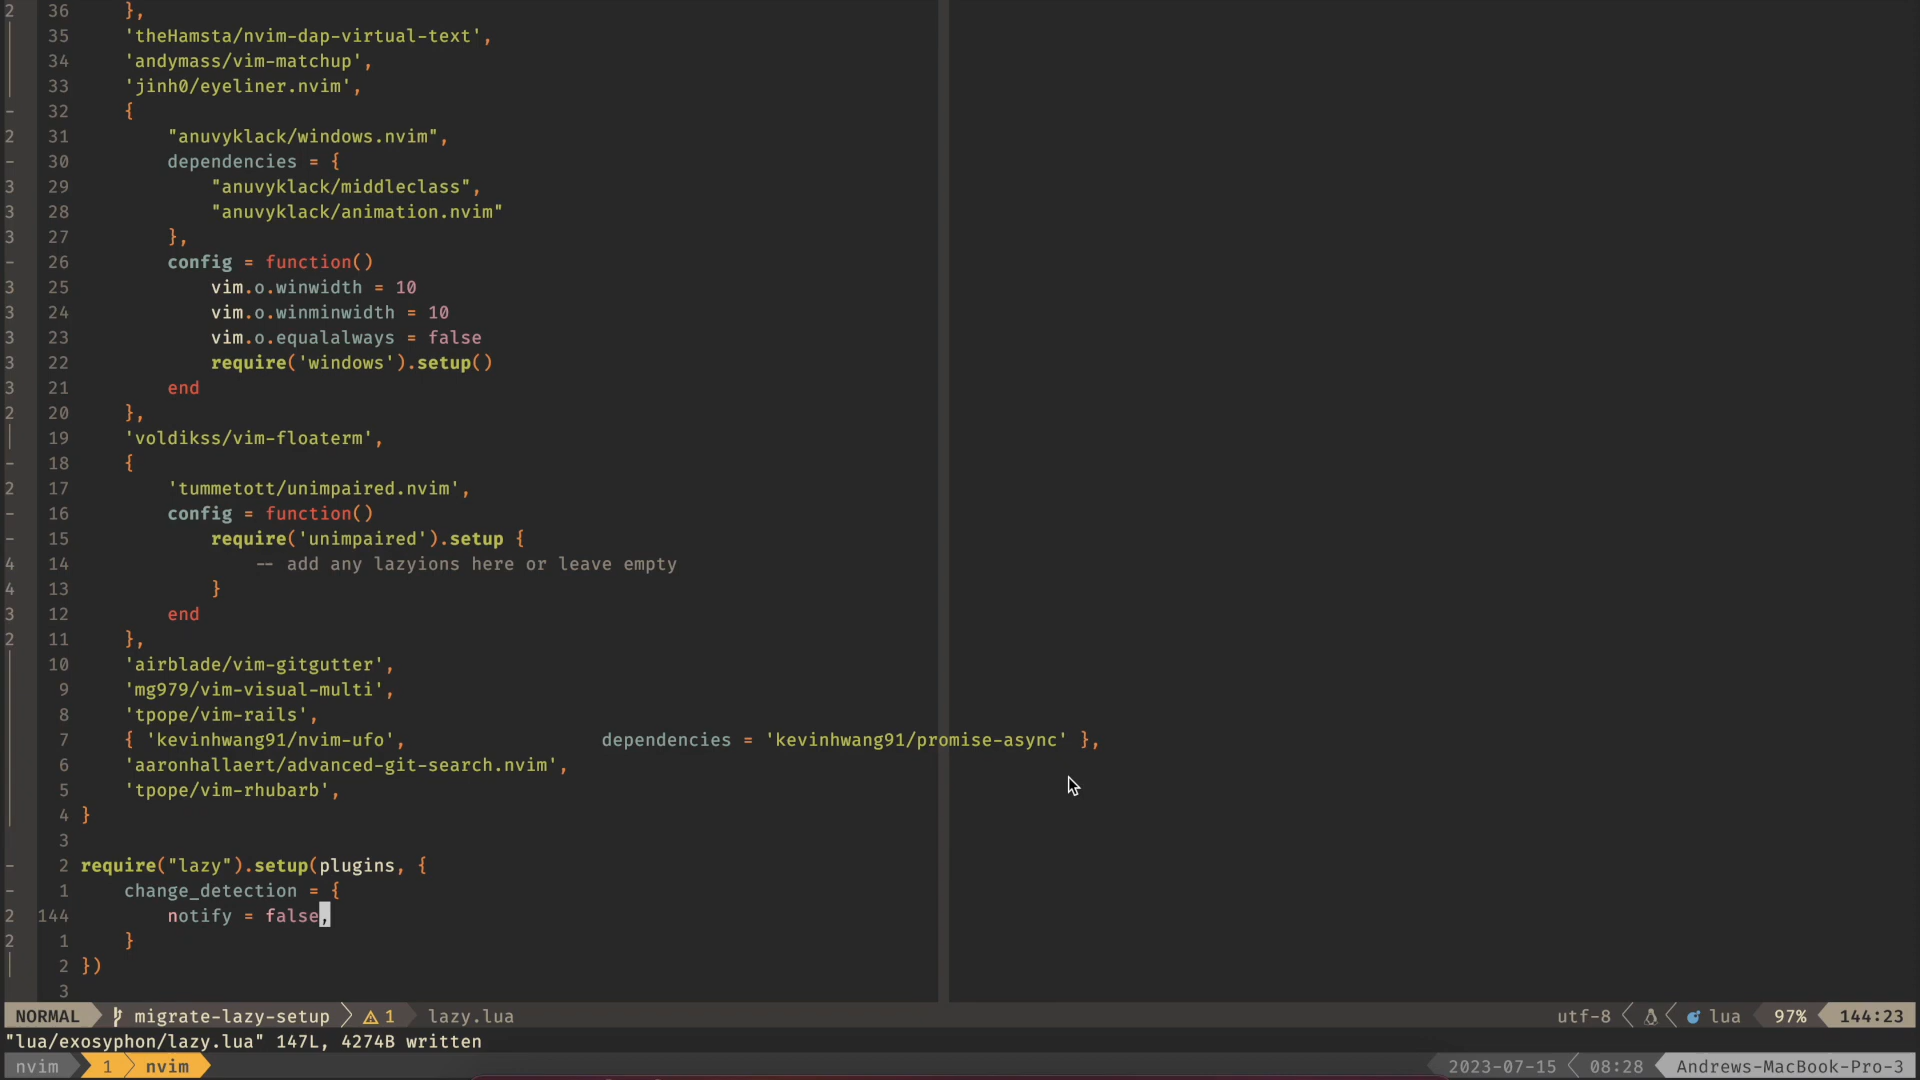 2 36 },
35 'theHamsta/nvim-dap-virtual-text',
34 'andymass/vim-matchup',
33 'jinh0/eyeliner.nvim',
- 32 {
2 31 "anuvyklack/windows.nvim",
- 30 dependencies = {
3 29 "anuvyklack/middleclass",
3 28 "anuvyklack/animation.nvim"
3 27 },
- 26 config = function()
3 25 vim.o.winwidth = 10
3 24 vim.o.winminwidth = 10
3 23 vim.o.equalalways = false
3 22 require('windows').setup()
3 21 end
2 20 },
19 'voldikss/vim-floaterm',
- 18 {
2 17 'tummetott/unimpaired.nvim',
- 16 config = function()
- 15 require('unimpaired').setup {
4 14 -- add any lazyions here or leave empty
4 13 }
3 12 end
2 11 },
10 'airblade/vim-gitgutter',
9 'mg979/vim-visual-multi',
8 'tpope/vim-rails',
7 { 'kevinhwang91/nvim-ufo', dependencies = 'kevinhwang91/promise-async' },
6 'aaronhallaert/advanced-git-search.nvim',
5 'tpope/vim-rhubarb',
4 }
3
- 2 require("lazy").setup(plugins, {
- 1 change_detection = {
2 144 notify = false,
2 1 }
2 })
3
NORMAL migrate-lazy-setup 1 lazy.lua utf-8 lua 97% 144:23
"lua/exosyphon/lazy.lua" 147L, 4274B written
nvim 1 nvim 2023-07-15 08:28 Andrews-MacBook-Pro-3